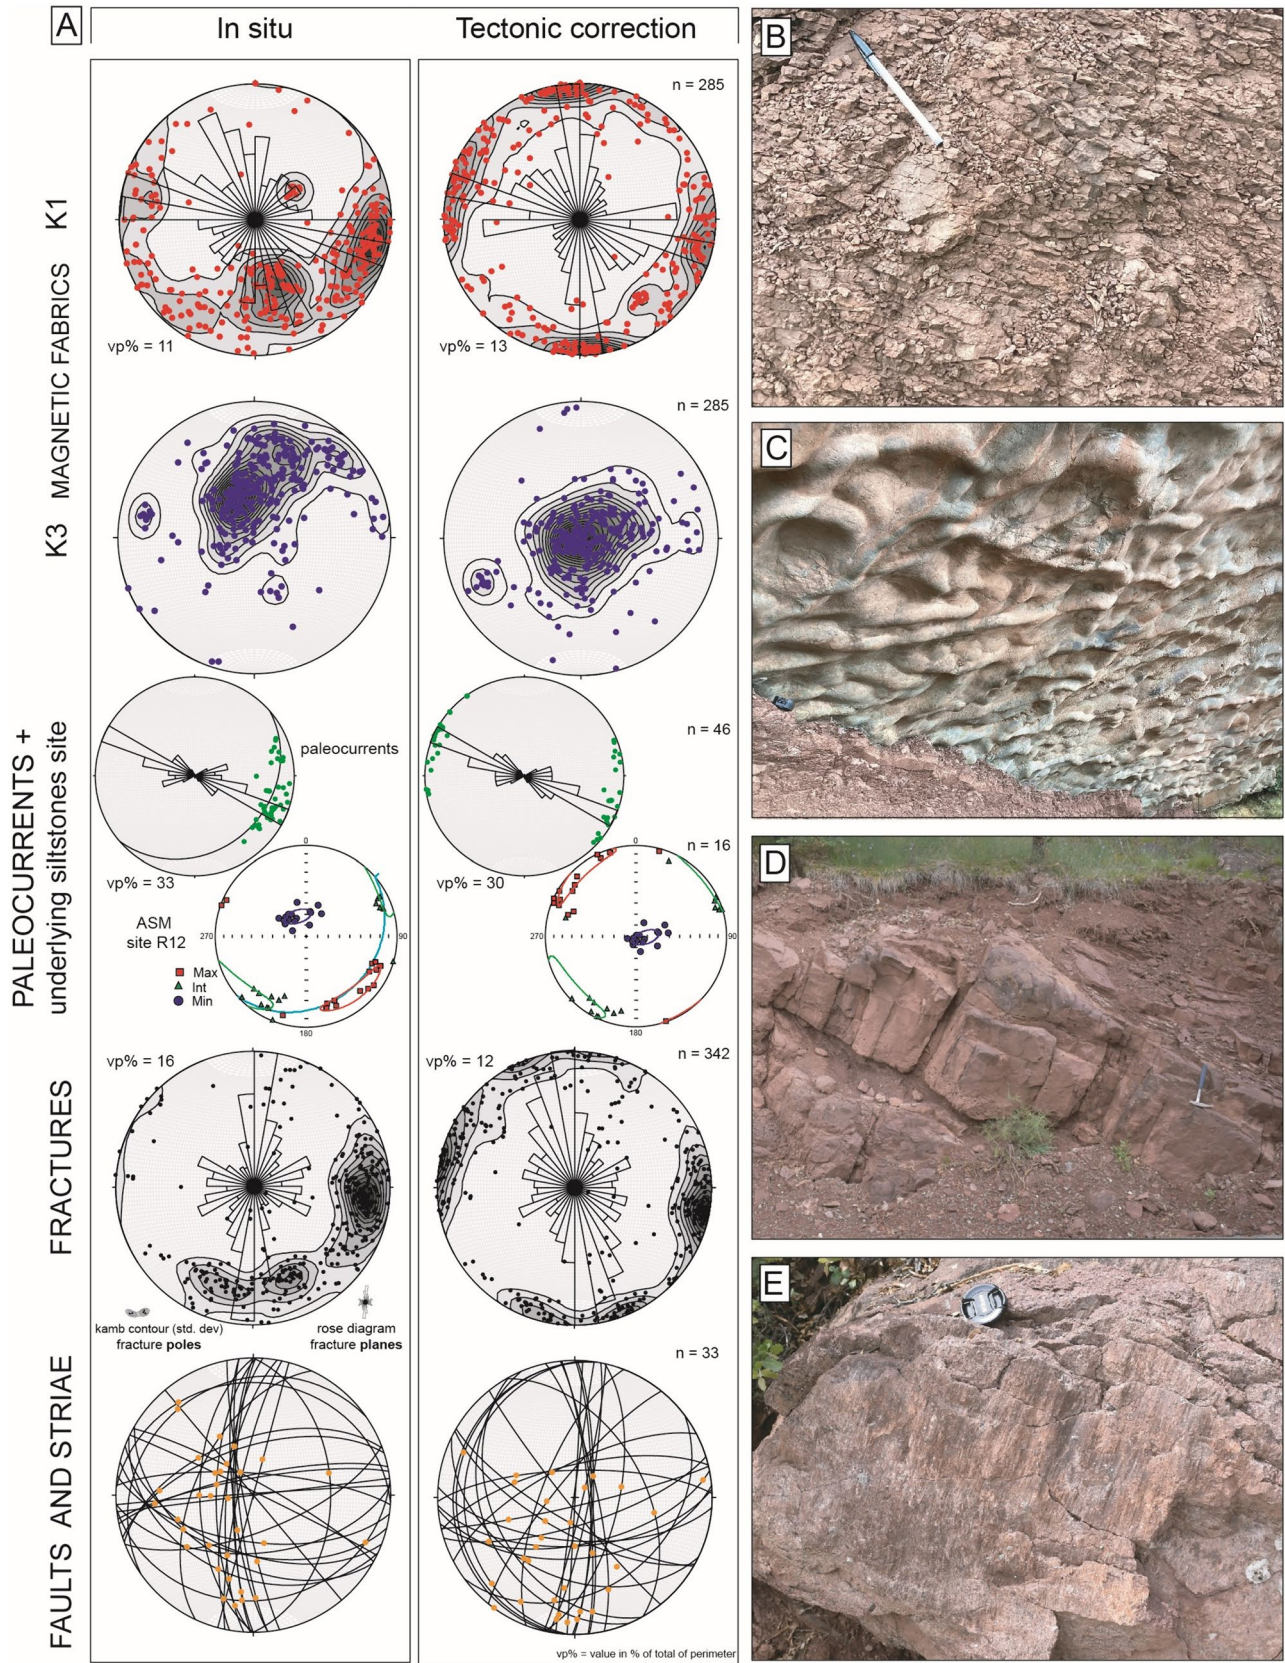 A
In situ
Tectonic correction
n = 285
K1
vp% = 11
vp% = 13
MAGNETIC FABRICS
n = 285
K3
PALEOCURRENTS +
underlying siltstones site
paleocurrents
n = 46
vp% = 33
vp% = 30
n = 16
ASM
site R12
0
270
90
180
Max
Int
Min
0
270
90
180
FRACTURES
vp% = 16
vp% = 12
n = 342
kamb contour (std. dev)
fracture poles
rose diagram
fracture planes
FAULTS AND STRIAE
n = 33
vp% = value in % of total of perimeter
B
C
D
E